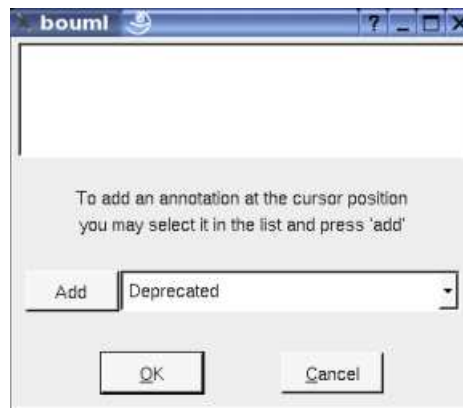 bouml
To add an annotation at the cursor position
you may select it in the list and press 'add'
Add
Deprecated
OK
Cancel